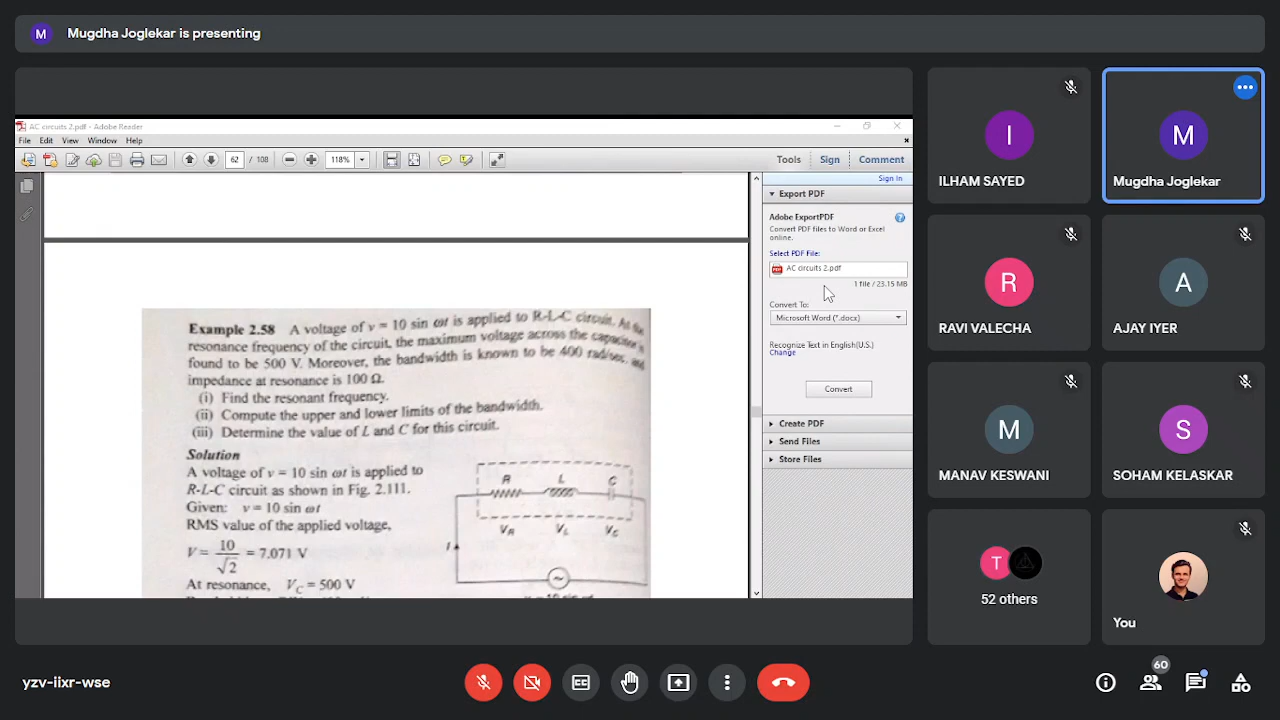 M
Mugdha Joglekar is presenting
AC circuits 2.pdf - Adobe Reader
File Edit View Window Help
62 / 108
118%
Tools Sign Comment
Sign In
Export PDF
Adobe ExportPDF
Convert PDF files to Word or Excel
online.
Select PDF File:
AC circuits 2.pdf
1 file / 23.15 MB
Convert To:
Microsoft Word (*.docx)
Recognize Text in English(U.S.)
Change
Convert
Create PDF
Send Files
Store Files
Example 2.58 A voltage of v = 10 sin ωt is applied to R-L-C circuit. At the
resonance frequency of the circuit, the maximum voltage across the capacitor is
found to be 500 V. Moreover, the bandwidth is known to be 400 rad/sec, and
impedance at resonance is 100 Ω.
(i) Find the resonant frequency.
(ii) Compute the upper and lower limits of the bandwidth.
(iii) Determine the value of L and C for this circuit.
Solution
A voltage of v = 10 sin ωt is applied to
R-L-C circuit as shown in Fig. 2.111.
Given: v = 10 sin ωt
RMS value of the applied voltage,
V = 10/√2 = 7.071 V
At resonance, VC = 500 V
R L C
VR VL VC
I
~
I
ILHAM SAYED
M
Mugdha Joglekar
R
RAVI VALECHA
A
AJAY IYER
M
MANAV KESWANI
S
SOHAM KELASKAR
T
52 others
You
yzv-iixr-wse
60